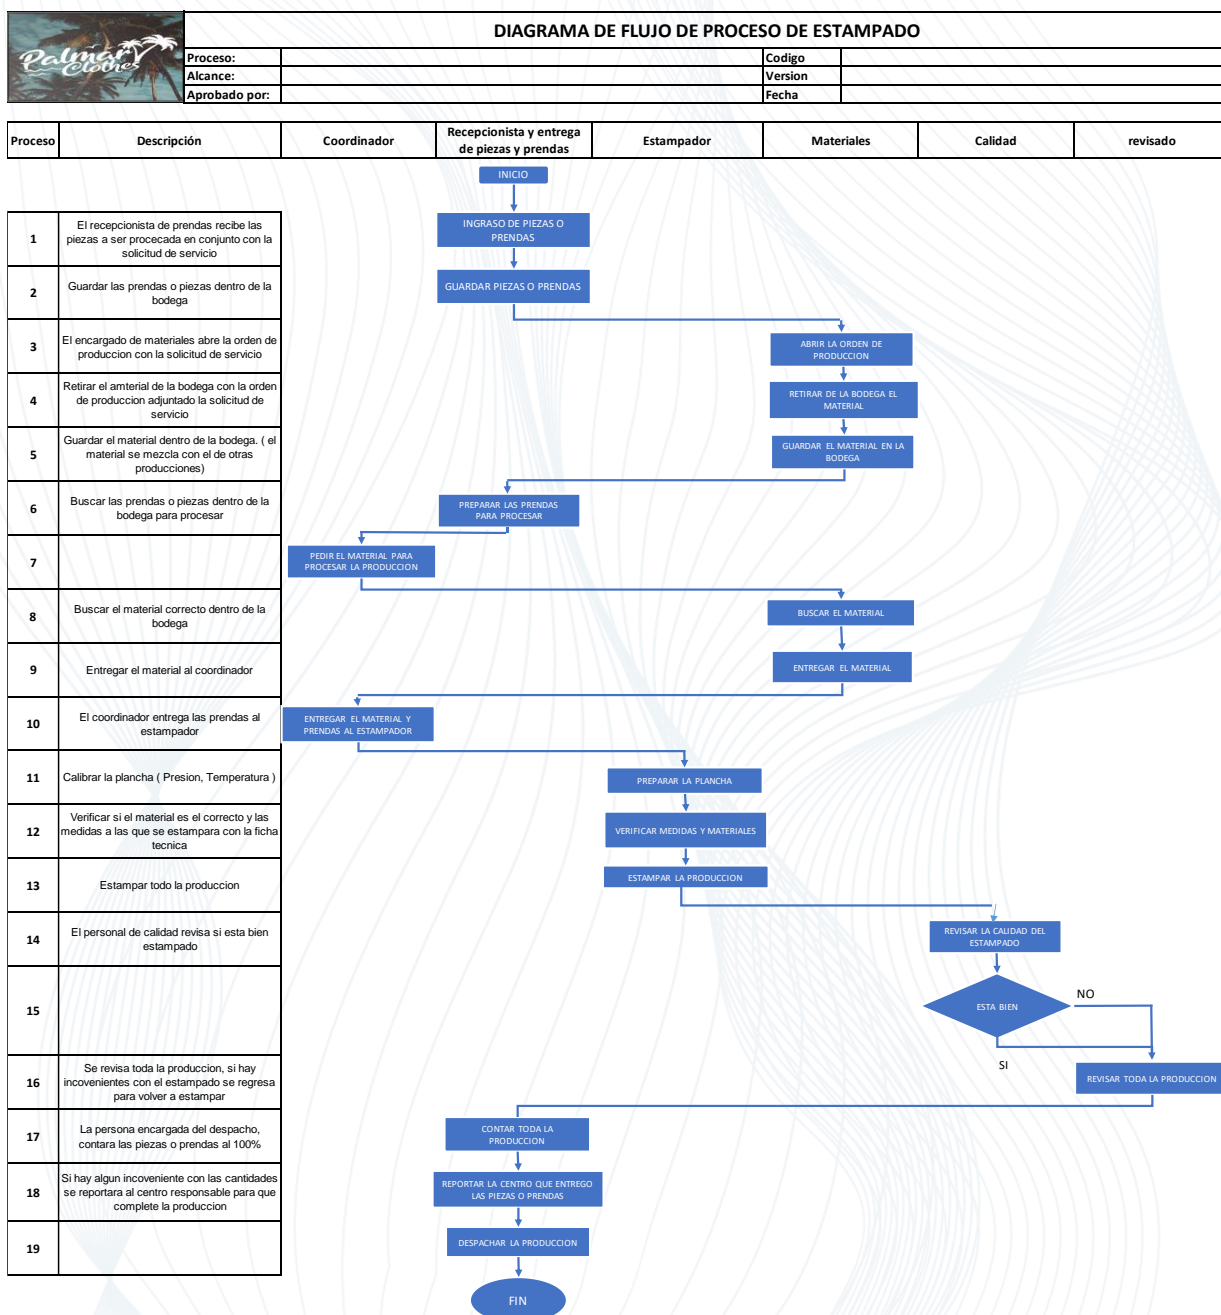 Palmar
Clothes
DIAGRAMA DE FLUJO DE PROCESO DE ESTAMPADO
Proceso:
Codigo
Alcance:
Version
Aprobado por:
Fecha
Proceso
Descripción
Coordinador
Recepcionista y entrega
de piezas y prendas
Estampador
Materiales
Calidad
revisado
INICIO
1
El recepcionista de prendas recibe las
piezas a ser procecada en conjunto con la
solicitud de servicio
INGRASO DE PIEZAS O
PRENDAS
2
Guardar las prendas o piezas dentro de la
bodega
GUARDAR PIEZAS O PRENDAS
3
El encargado de materiales abre la orden de
produccion con la solicitud de servicio
ABRIR LA ORDEN DE
PRODUCCION
4
Retirar el amterial de la bodega con la orden
de produccion adjuntado la solicitud de
servicio
RETIRAR DE LA BODEGA EL
MATERIAL
5
Guardar el material dentro de la bodega. ( el
material se mezcla con el de otras
producciones)
GUARDAR EL MATERIAL EN LA
BODEGA
6
Buscar las prendas o piezas dentro de la
bodega para procesar
PREPARAR LAS PRENDAS
PARA PROCESAR
7
PEDIR EL MATERIAL PARA
PROCESAR LA PRODUCCION
8
Buscar el material correcto dentro de la
bodega
BUSCAR EL MATERIAL
9
Entregar el material al coordinador
ENTREGAR EL MATERIAL
10
El coordinador entrega las prendas al
estampador
ENTREGAR EL MATERIAL Y
PRENDAS AL ESTAMPADOR
11
Calibrar la plancha ( Presion, Temperatura )
PREPARAR LA PLANCHA
12
Verificar si el material es el correcto y las
medidas a las que se estampara con la ficha
tecnica
VERIFICAR MEDIDAS Y MATERIALES
13
Estampar todo la produccion
ESTAMPAR LA PRODUCCION
14
El personal de calidad revisa si esta bien
estampado
REVISAR LA CALIDAD DEL
ESTAMPADO
15
ESTA BIEN
NO
SI
16
Se revisa toda la produccion, si hay
incovenientes con el estampado se regresa
para volver a estampar
REVISAR TODA LA PRODUCCION
17
La persona encargada del despacho,
contara las piezas o prendas al 100%
CONTAR TODA LA
PRODUCCION
18
Si hay algun incoveniente con las cantidades
se reportara al centro responsable para que
complete la produccion
REPORTAR LA CENTRO QUE ENTREGO
LAS PIEZAS O PRENDAS
19
DESPACHAR LA PRODUCCION
FIN